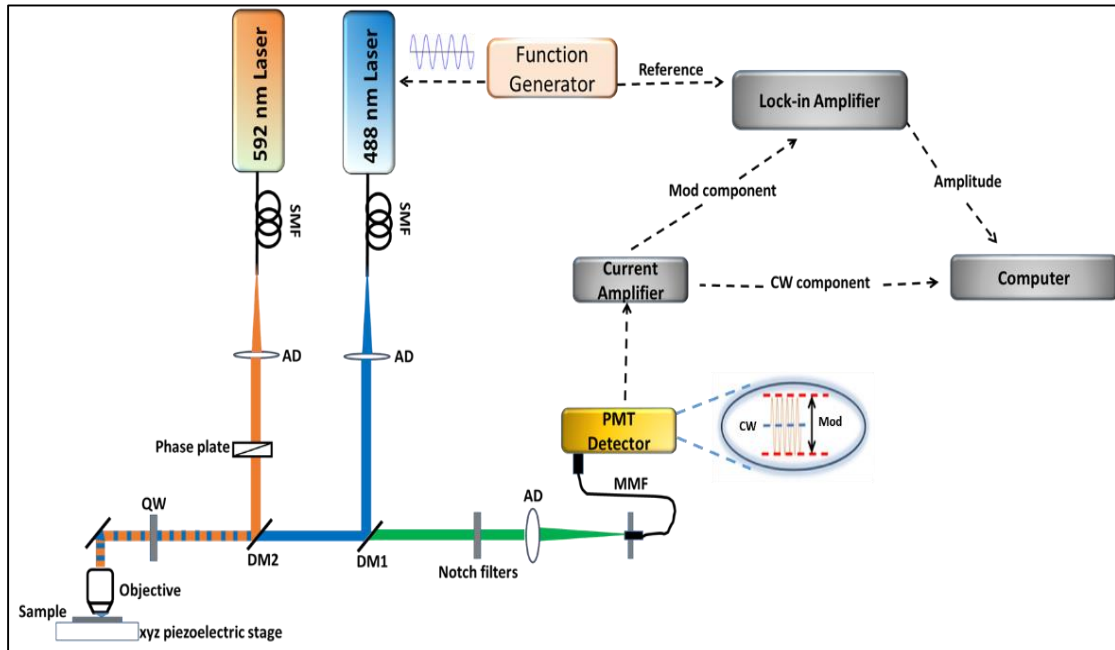 592 nm Laser
488 nm Laser
Function
Generator
Reference
Lock-in Amplifier
SMF
SMF
Mod component
Amplitude
Current
Amplifier
CW component
Computer
AD
AD
PMT
Detector
CW
Mod
Phase plate
MMF
QW
AD
DM2
DM1
Notch filters
Objective
Sample
xyz piezoelectric stage